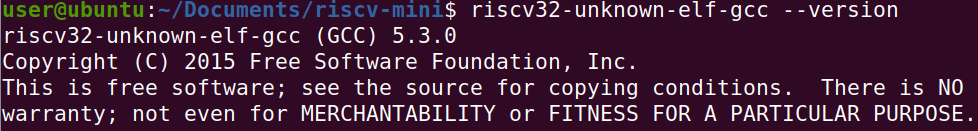 user@ubuntu:~/Documents/riscv-mini$ riscv32-unknown-elf-gcc --version
riscv32-unknown-elf-gcc (GCC) 5.3.0
Copyright (C) 2015 Free Software Foundation, Inc.
This is free software; see the source for copying conditions.  There is NO
warranty; not even for MERCHANTABILITY or FITNESS FOR A PARTICULAR PURPOSE.